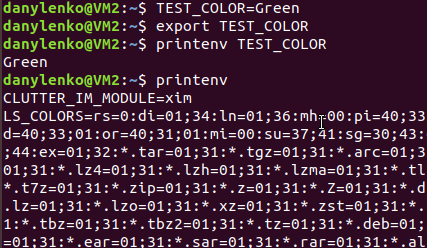 danylenko@VM2:~$ TEST_COLOR=Green
danylenko@VM2:~$ export TEST_COLOR
danylenko@VM2:~$ printenv TEST_COLOR
Green
danylenko@VM2:~$ printenv
CLUTTER_IM_MODULE=xim
LS_COLORS=rs=0:di=01;34:ln=01;36:mh=00:pi=40;33
d=40;33;01:or=40;31;01:mi=00:su=37;41:sg=30;43:
;44:ex=01;32:*.tar=01;31:*.tgz=01;31:*.arc=01;3
01;31:*.lz4=01;31:*.lzh=01;31:*.lzma=01;31:*.tl
*.t7z=01;31:*.zip=01;31:*.z=01;31:*.Z=01;31:*.d
.lz=01;31:*.lzo=01;31:*.xz=01;31:*.zst=01;31:*.
1:*.tbz=01;31:*.tbz2=01;31:*.tz=01;31:*.deb=01;
=01;31:*.ear=01;31:*.sar=01;31:*.rar=01;31:*.al